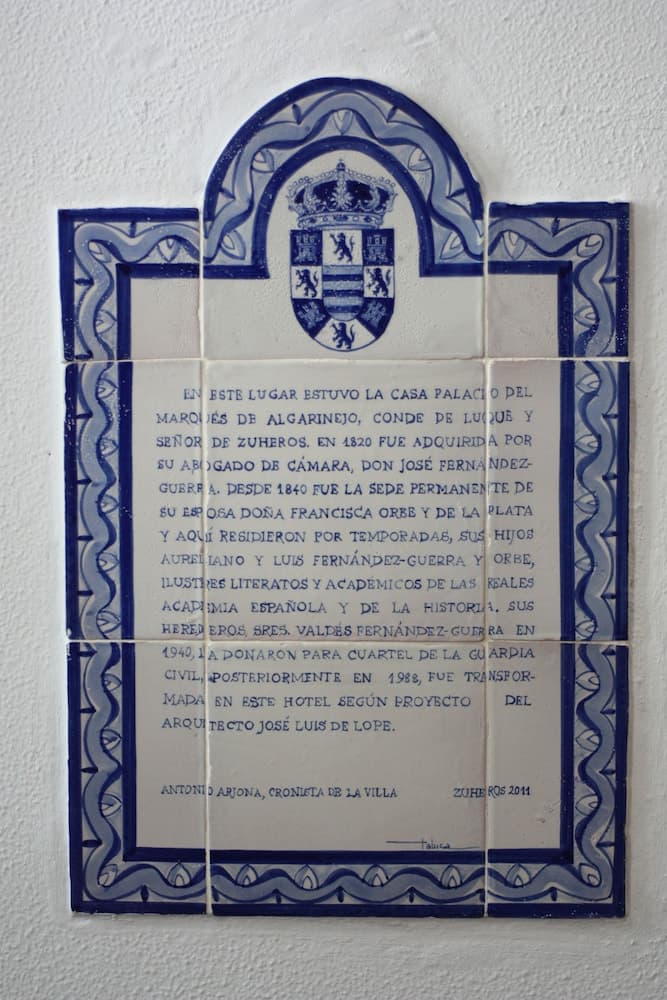 EN ESTE LUGAR ESTUVO LA CASA PALACIO DEL
MARQUÉS DE ALGARINEJO, CONDE DE LUQUE Y
SEÑOR DE ZUHEROS. EN 1820 FUE ADQUIRIDA POR
SU ABOGADO DE CÁMARA, DON JOSÉ FERNÁNDEZ-
GUERRA. DESDE 1840 FUE LA SEDE PERMANENTE DE
SU ESPOSA DOÑA FRANCISCA ORBE Y DE LA PLATA
Y AQUÍ RESIDIERON POR TEMPORADAS, SUS HIJOS
AURELIANO Y LUIS FERNÁNDEZ-GUERRA Y ORBE,
ILUSTRES LITERATOS Y ACADÉMICOS DE LAS REALES
ACADEMIA ESPAÑOLA Y DE LA HISTORIA. SUS
HEREDEROS, SRES. VALDÉS FERNÁNDEZ-GUERRA EN
1940, LA DONARON PARA CUARTEL DE LA GUARDIA
CIVIL, POSTERIORMENTE EN 1988, FUE TRANSFOR-
MADA EN ESTE HOTEL SEGÚN PROYECTO DEL
ARQUITECTO JOSÉ LUIS DE LOPE.
ANTONIO ARJONA, CRONISTA DE LA VILLA ZUHEROS 2011